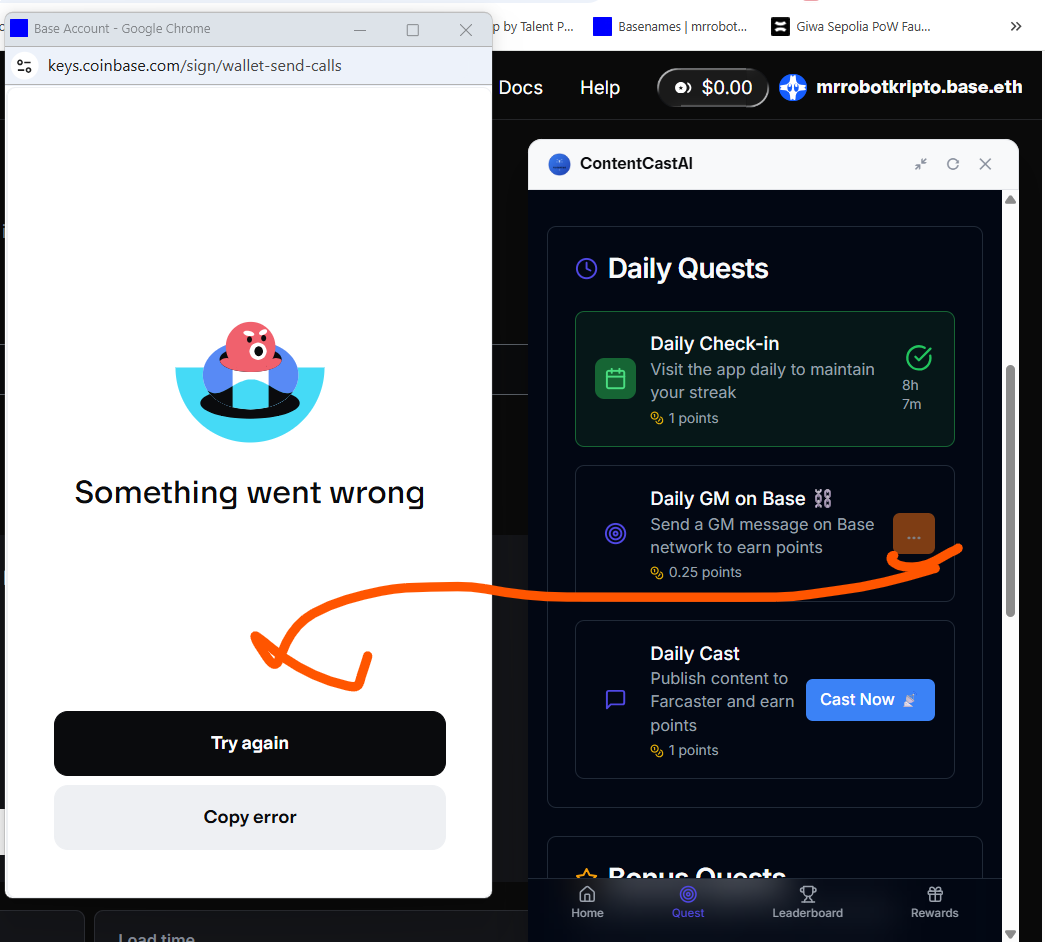 Base Account - Google Chrome
p by Talent P...
Basenames | mrrobot...
Giwa Sepolia PoW Fau...
keys.coinbase.com/sign/wallet-send-calls
Docs
Help
$0.00
mrrobotkripto.base.eth
Something went wrong
Try again
Copy error
ContentCastAI
Daily Quests
Daily Check-in
Visit the app daily to maintain
your streak
1 points
8h
7m
Daily GM on Base
Send a GM message on Base
network to earn points
0.25 points
...
Daily Cast
Publish content to
Farcaster and earn
points
1 points
Cast Now
Bonus Quests
Home
Quest
Leaderboard
Rewards
Load time